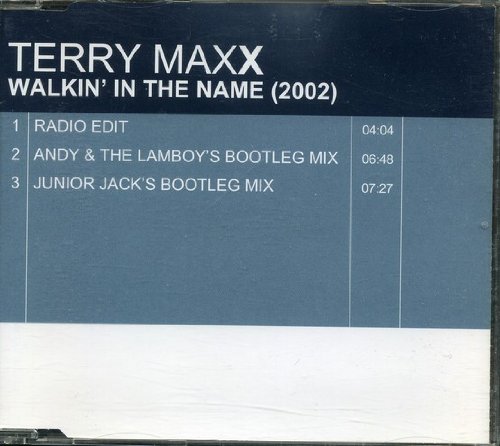 TERRY MAXX
WALKIN' IN THE NAME (2002)
1 RADIO EDIT 04:04
2 ANDY & THE LAMBOY'S BOOTLEG MIX 06:48
3 JUNIOR JACK'S BOOTLEG MIX 07:27